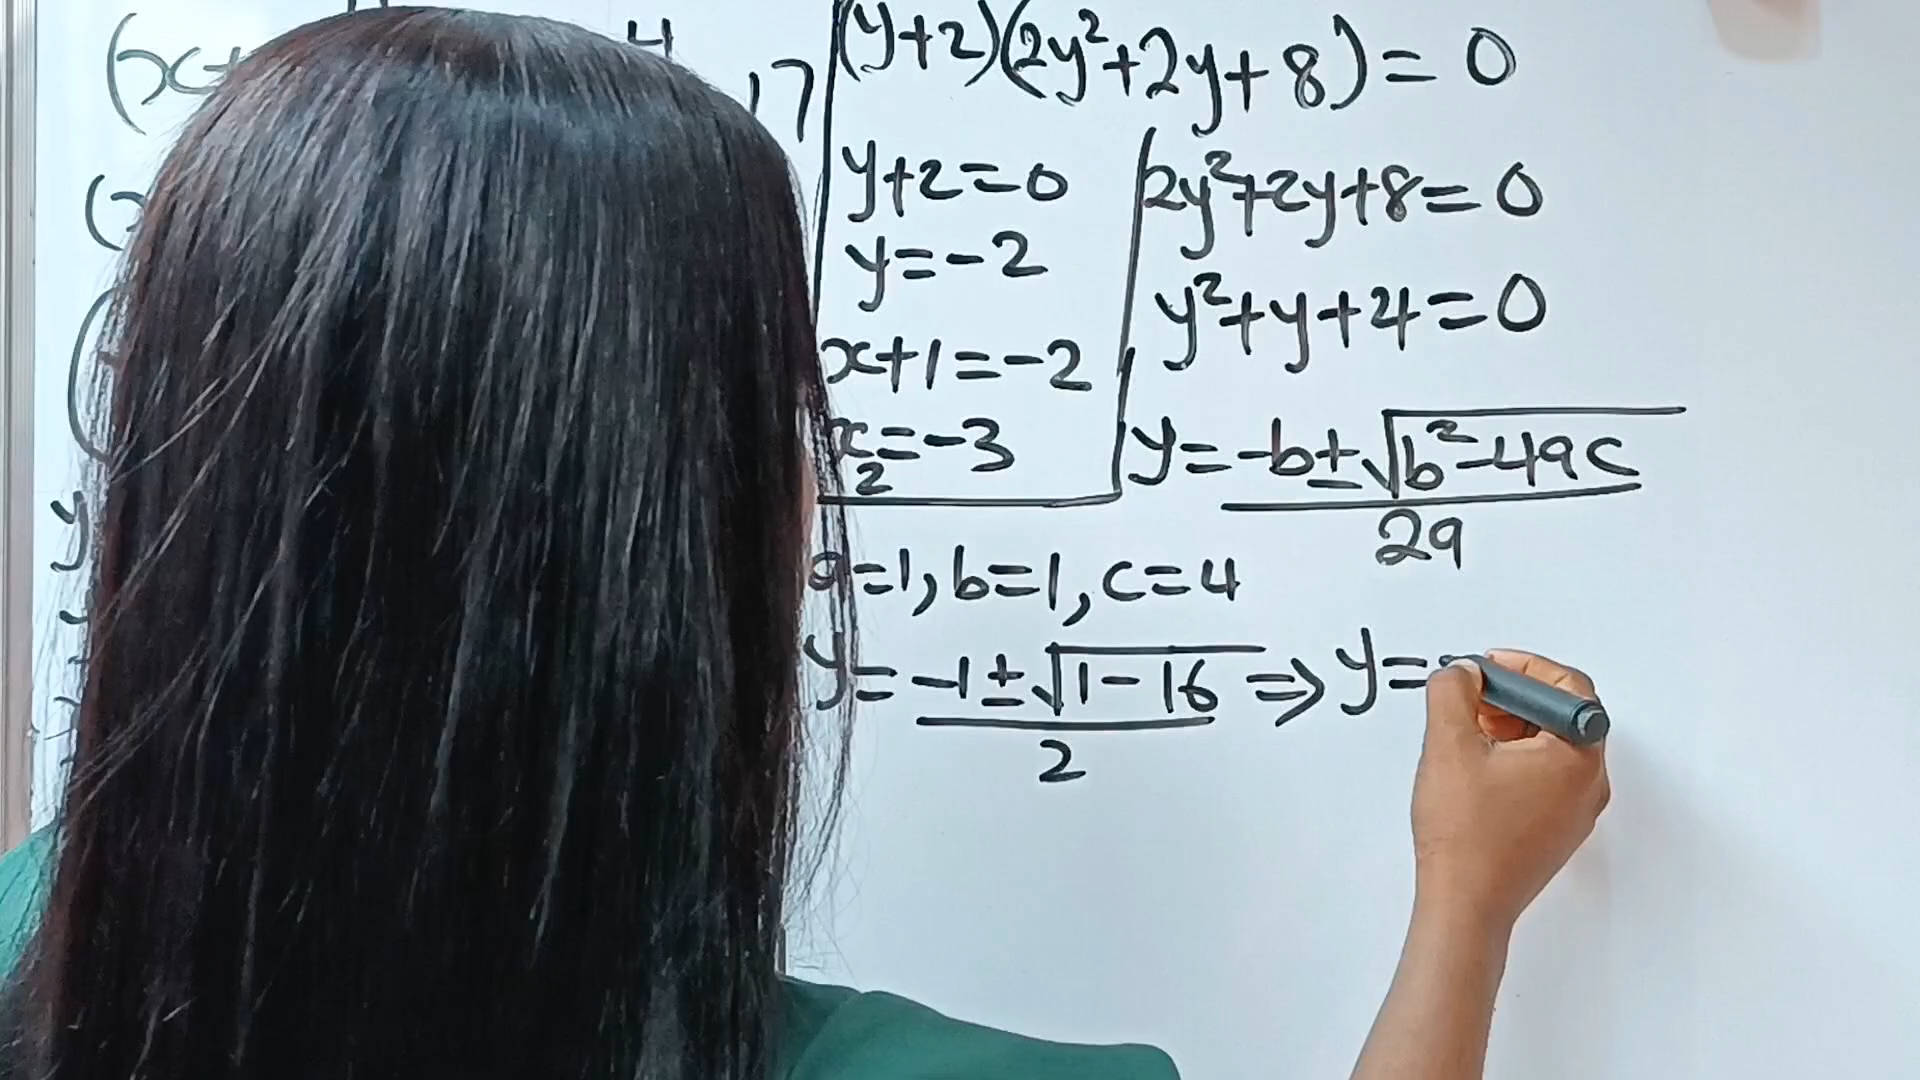 (x+
4
17
(
(
y
(y+2)(2y²+2y+8)=0
y+2=0
y=-2
x+1=-2
x₂=-3
2y²+2y+8=0
y²+y+4=0
y=-b±√b²-4ac
2a
a=1, b=1, c=4
y=-1±√1-16 ⇒ y=
2